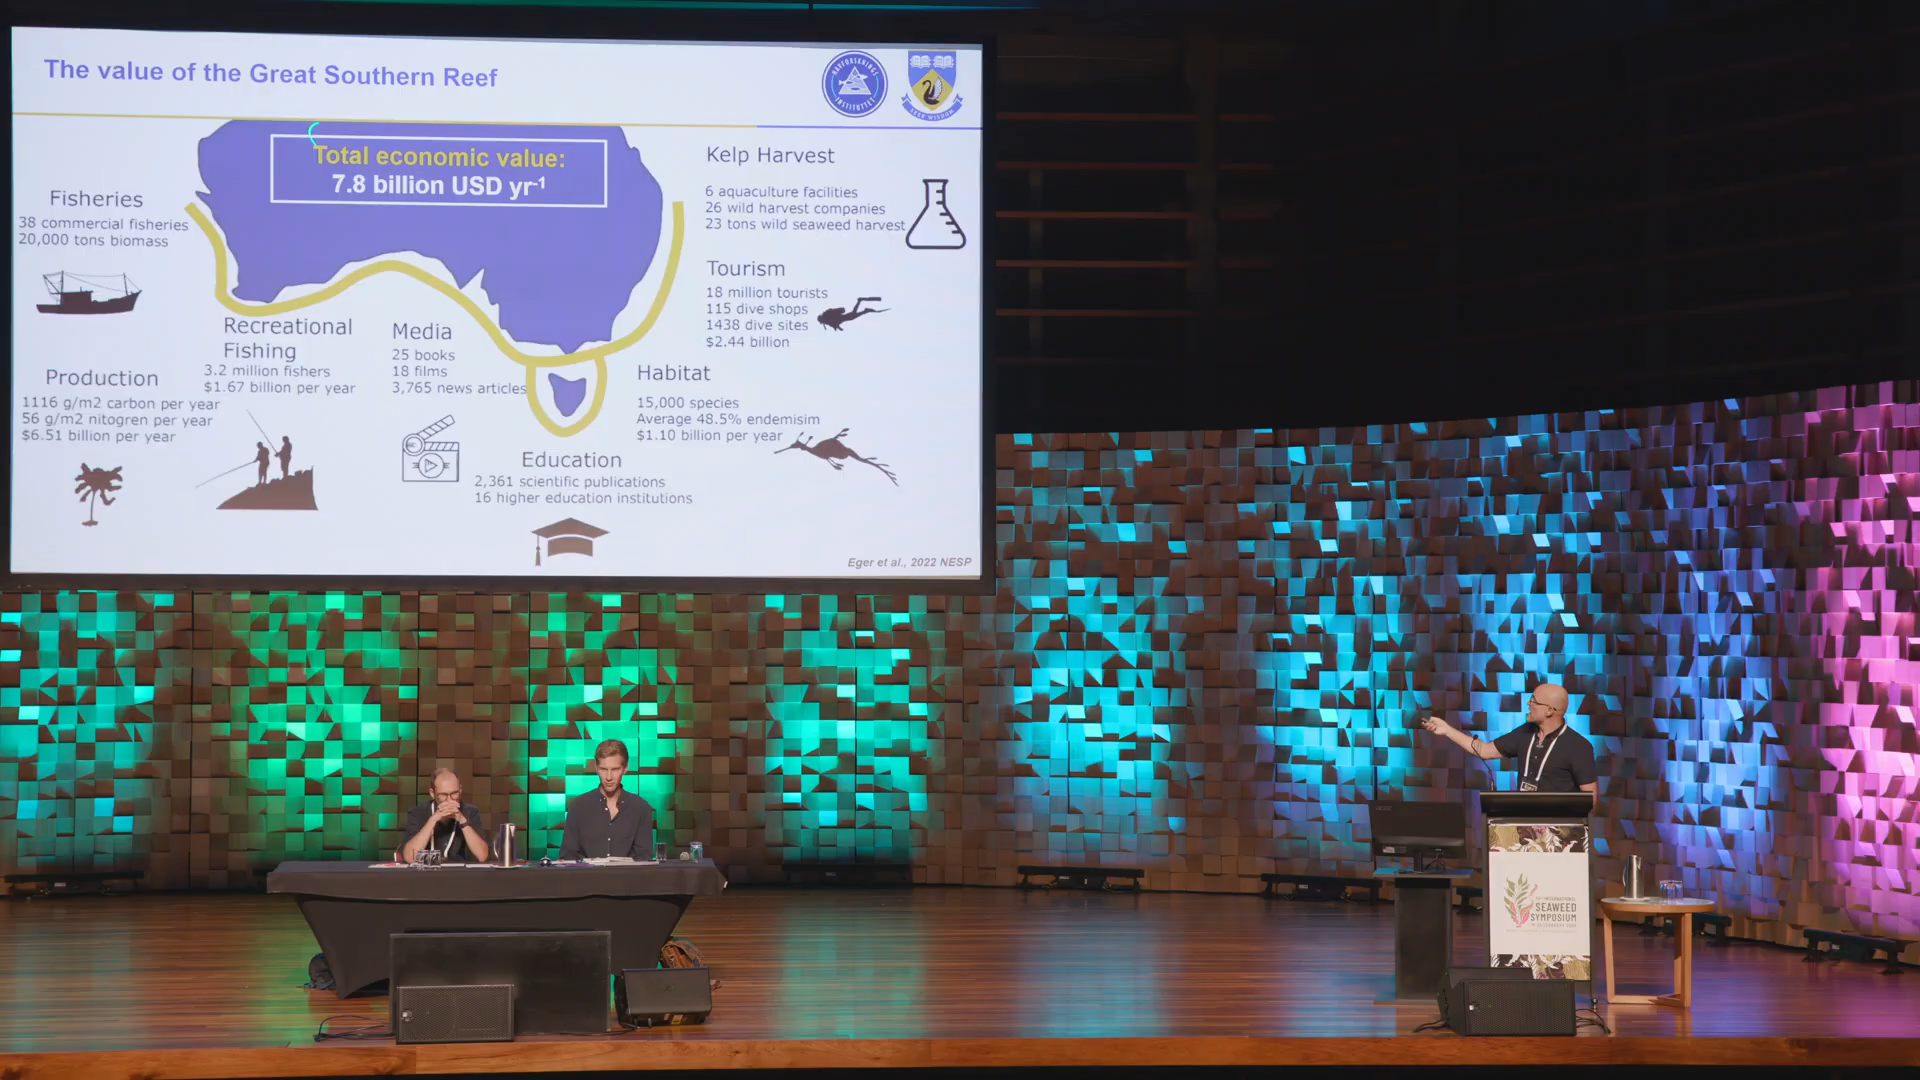 The value of the Great Southern Reef
HAVFORSKNINGS
INSTITUTTET
SEEK WISDOM
Total economic value:
7.8 billion USD yr-1
Fisheries
38 commercial fisheries
20,000 tons biomass
Kelp Harvest
6 aquaculture facilities
26 wild harvest companies
23 tons wild seaweed harvest
Tourism
18 million tourists
115 dive shops
1438 dive sites
$2.44 billion
Recreational
Fishing
3.2 million fishers
$1.67 billion per year
Media
25 books
18 films
3,765 news articles
Production
1116 g/m2 carbon per year
56 g/m2 nitogren per year
$6.51 billion per year
Habitat
15,000 species
Average 48.5% endemisim
$1.10 billion per year
Education
2,361 scientific publications
16 higher education institutions
Eger et al., 2022 NESP
INTERNATIONAL
SEAWEED
SYMPOSIUM